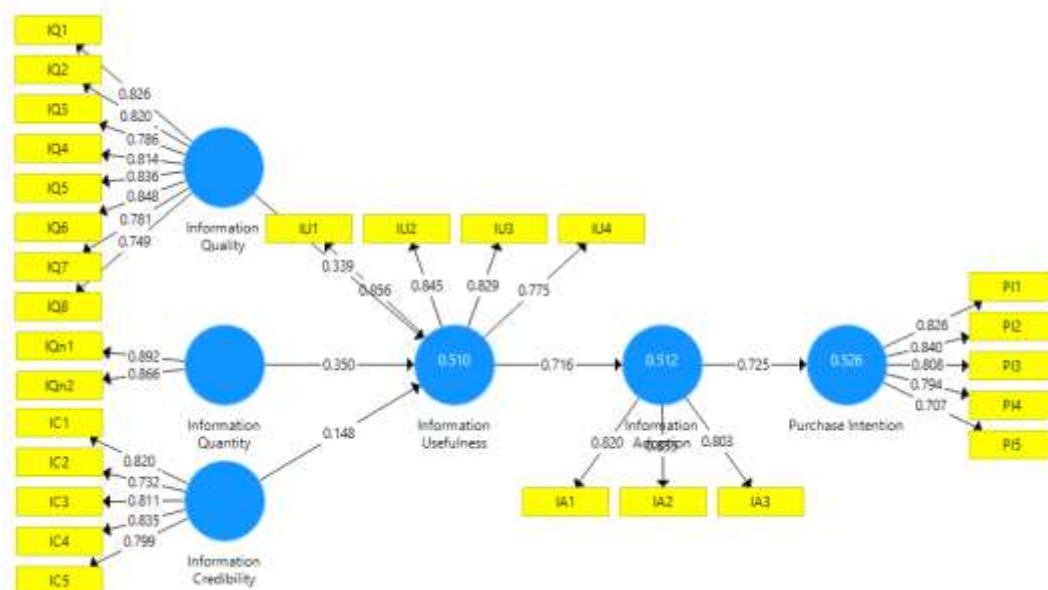 IQ1
IQ2
IQ3
IQ4
IQ5
IQ6
IQ7
IQ8
0.826
0.820
0.786
0.814
0.836
0.848
0.781
0.749
Information
Quality
IQn1
IQn2
0.892
0.866
Information
Quantity
IC1
IC2
IC3
IC4
IC5
0.820
0.732
0.811
0.835
0.799
Information
Credibility
IU1
IU2
IU3
IU4
0.339
0.856
0.845
0.829
0.775
0.350
0.148
0.510
Information
Usefulness
0.716
0.512
Information
Adoption
0.820
0.803
IA1
IA2
IA3
0.725
0.526
Purchase Intention
0.826
0.840
0.808
0.794
0.707
PI1
PI2
PI3
PI4
PI5